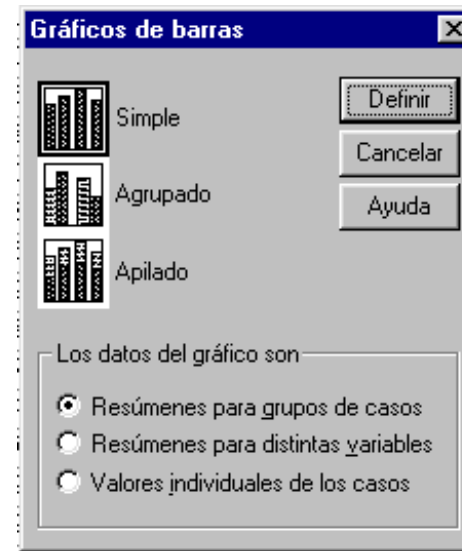 Gráficos de barras
Simple
Agrupado
Apilado
Definir
Cancelar
Ayuda
Los datos del gráfico son
Resúmenes para grupos de casos
Resúmenes para distintas variables
Valores individuales de los casos